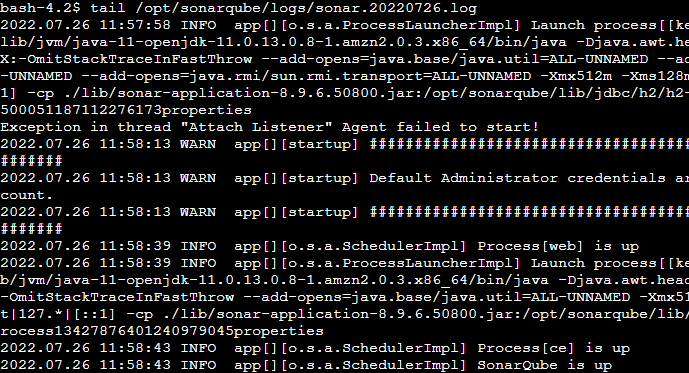 bash-4.2$ tail /opt/sonarqube/logs/sonar.20220726.log
2022.07.26 11:57:58 INFO  app[][o.s.a.ProcessLauncherImpl] Launch process[[ke
lib/jvm/java-11-openjdk-11.0.13.0.8-1.amzn2.0.3.x86_64/bin/java -Djava.awt.he
X:-OmitStackTraceInFastThrow --add-opens=java.base/java.util=ALL-UNNAMED --ad
-UNNAMED --add-opens=java.rmi/sun.rmi.transport=ALL-UNNAMED -Xmx512m -Xms128m
1] -cp ./lib/sonar-application-8.9.6.50800.jar:/opt/sonarqube/lib/jdbc/h2/h2-
500051187112276173properties
Exception in thread "Attach Listener" Agent failed to start!
2022.07.26 11:58:13 WARN  app[][startup] ####################################
#######
2022.07.26 11:58:13 WARN  app[][startup] Default Administrator credentials ar
count.
2022.07.26 11:58:13 WARN  app[][startup] ####################################
#######
2022.07.26 11:58:39 INFO  app[][o.s.a.SchedulerImpl] Process[web] is up
2022.07.26 11:58:39 INFO  app[][o.s.a.ProcessLauncherImpl] Launch process[[ke
b/jvm/java-11-openjdk-11.0.13.0.8-1.amzn2.0.3.x86_64/bin/java -Djava.awt.head
-OmitStackTraceInFastThrow --add-opens=java.base/java.util=ALL-UNNAMED -Xmx51
t|127.*|[::1] -cp ./lib/sonar-application-8.9.6.50800.jar:/opt/sonarqube/lib/
rocess13427876401240979045properties
2022.07.26 11:58:43 INFO  app[][o.s.a.SchedulerImpl] Process[ce] is up
2022.07.26 11:58:43 INFO  app[][o.s.a.SchedulerImpl] SonarQube is up